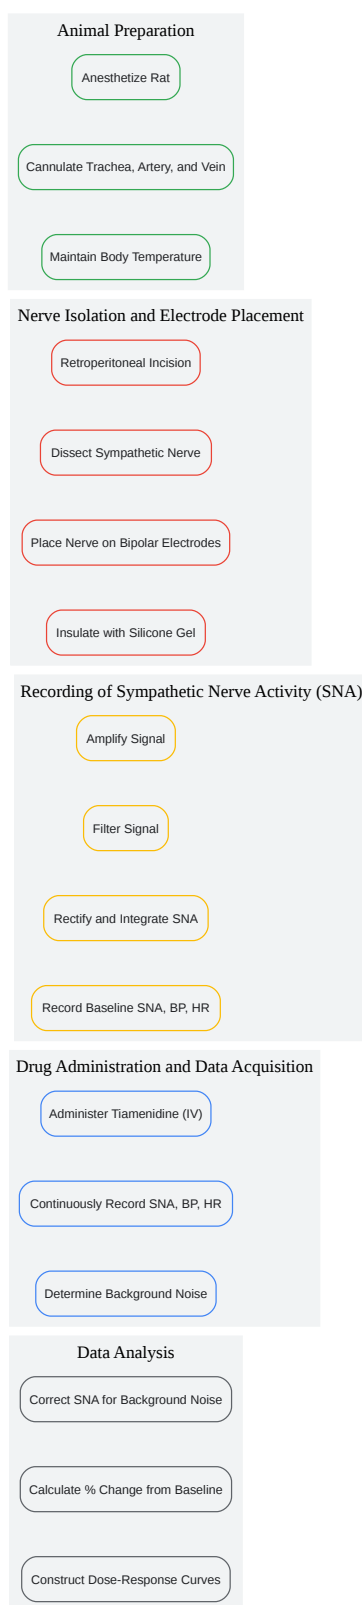 Animal Preparation
Anesthetize Rat
Cannulate Trachea, Artery, and Vein
Maintain Body Temperature
Nerve Isolation and Electrode Placement
Retroperitoneal Incision
Dissect Sympathetic Nerve
Place Nerve on Bipolar Electrodes
Insulate with Silicone Gel
Recording of Sympathetic Nerve Activity (SNA)
Amplify Signal
Filter Signal
Rectify and Integrate SNA
Record Baseline SNA, BP, HR
Drug Administration and Data Acquisition
Administer Tiamenidine (IV)
Continuously Record SNA, BP, HR
Determine Background Noise
Data Analysis
Correct SNA for Background Noise
Calculate % Change from Baseline
Construct Dose-Response Curves